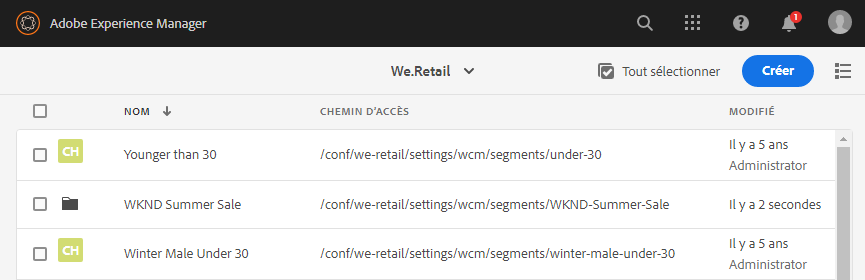 Adobe Experience Manager
1
We.Retail
Tout sélectionner
Créer
NOM
CHEMIN D'ACCÈS
MODIFIÉ
CH
Younger than 30
/conf/we-retail/settings/wcm/segments/under-30
Il y a 5 ans
Administrator
WKND Summer Sale
/conf/we-retail/settings/wcm/segments/WKND-Summer-Sale
Il y a 2 secondes
CH
Winter Male Under 30
/conf/we-retail/settings/wcm/segments/winter-male-under-30
Il y a 5 ans
Administrator